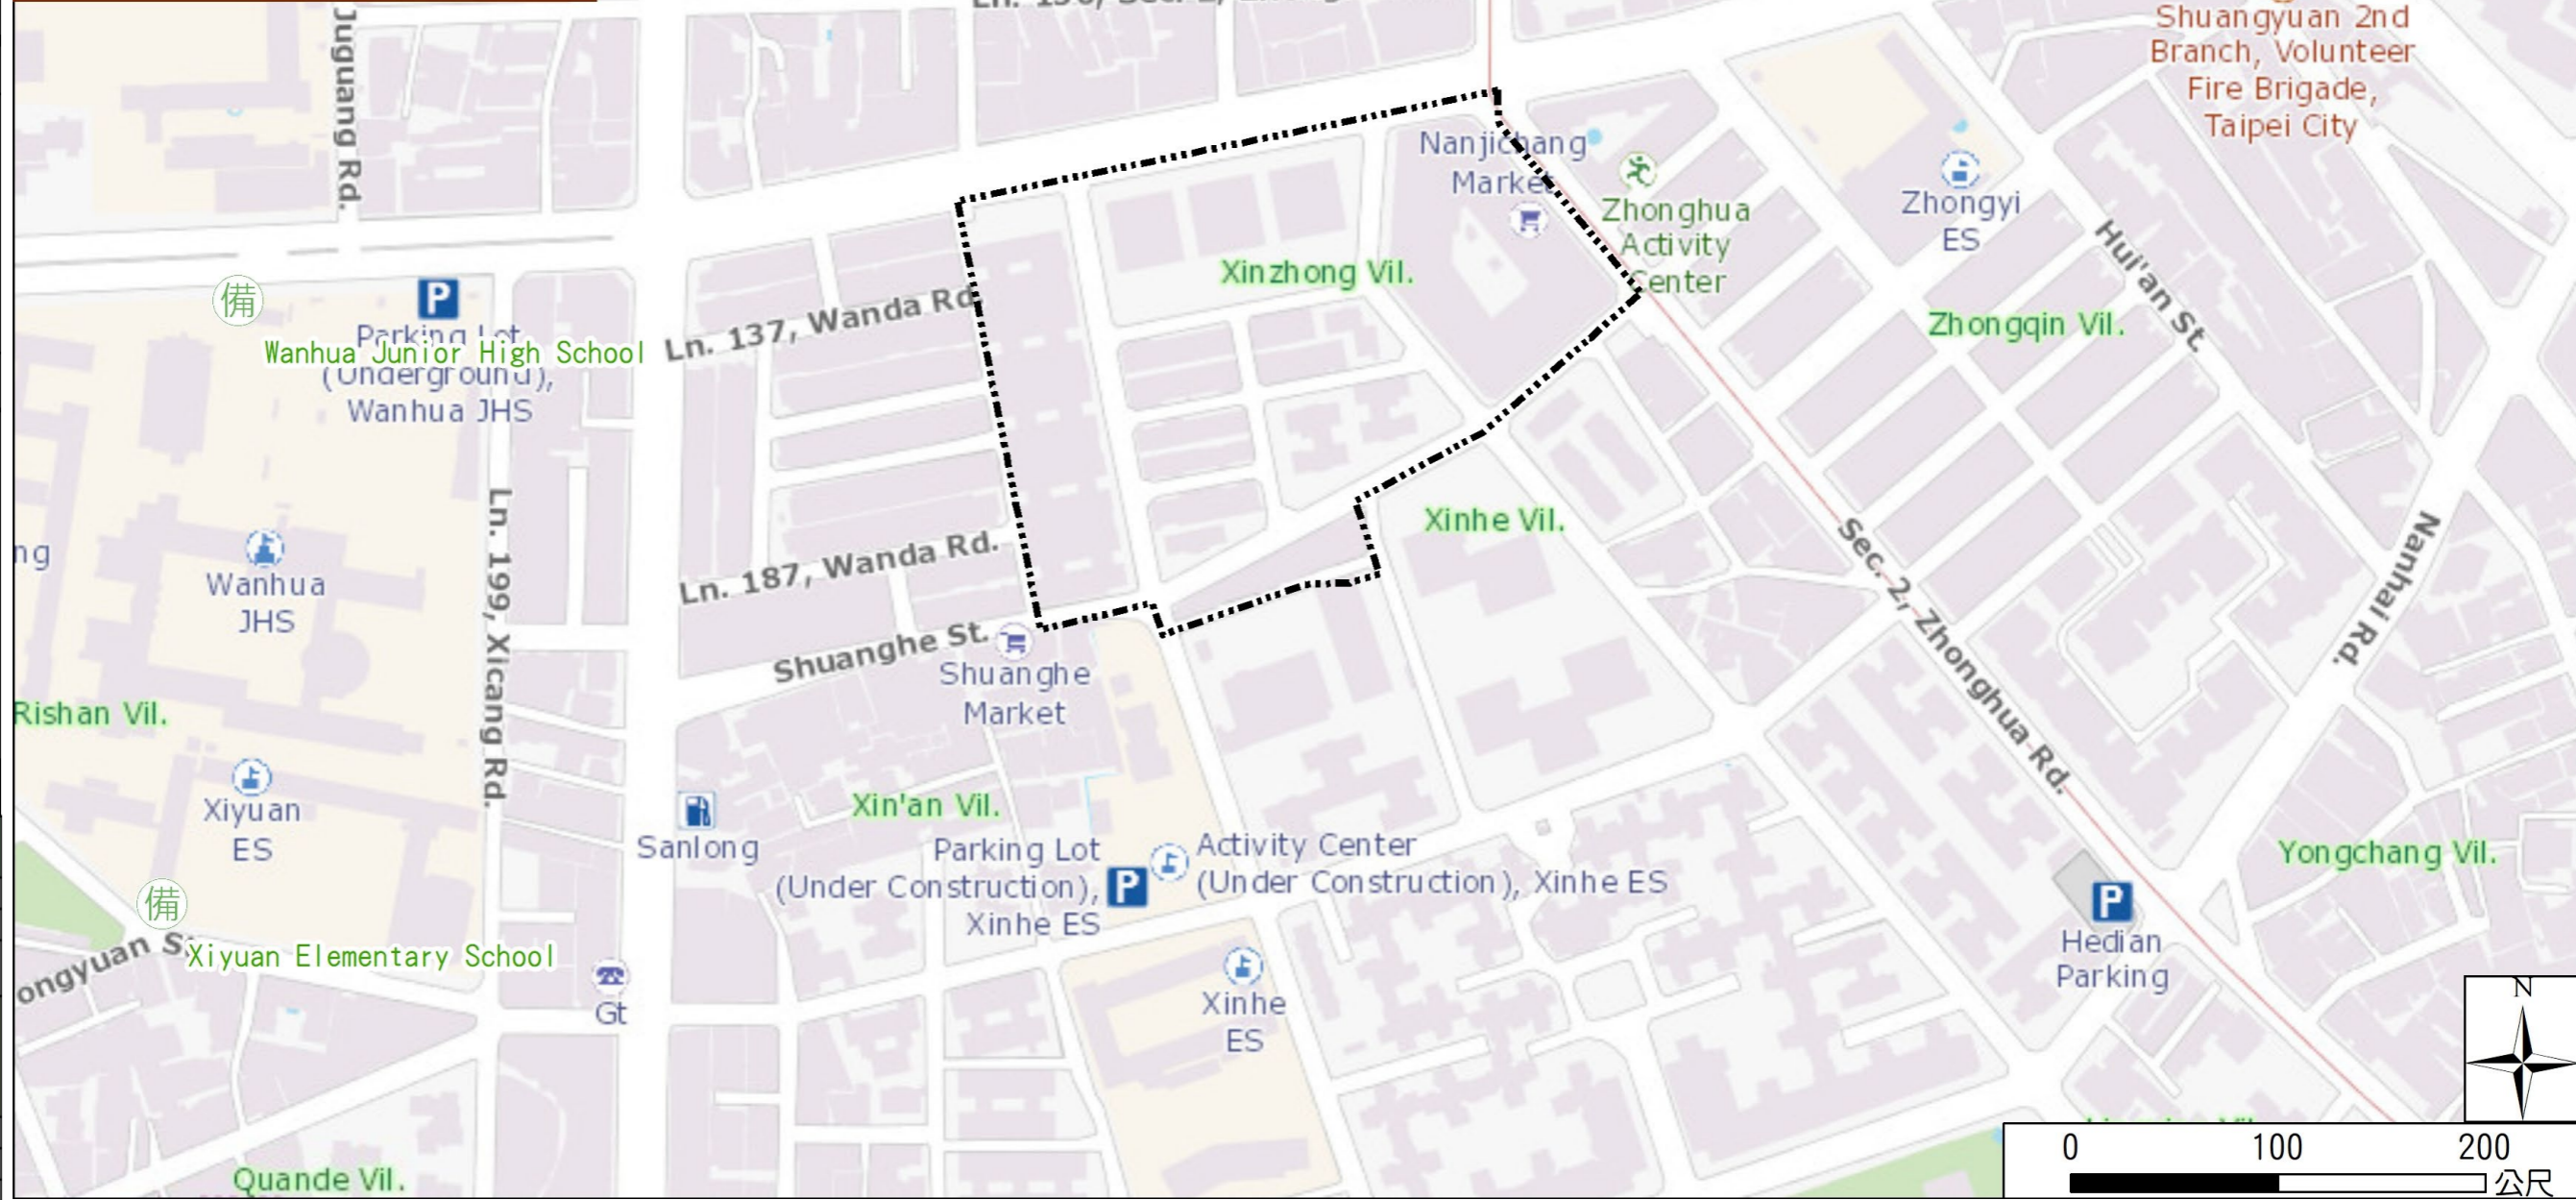 Juguang Rd.
Shuangyuan 2nd
Branch, Volunteer
Fire Brigade,
Taipei City
Nanjichang
Market
Zhonghua
Activity
Center
Zhongyi
ES
Hui'an St.
Xinzhong Vil.
Zhongqin Vil.
備
Parking Lot
(Underground),
Wanhua JHS
Wanhua Junior High School
Ln. 137, Wanda Rd.
Ln. 199, Xicang Rd.
Xinhe Vil.
Sec. 2, Zhonghua Rd.
Nanhai Rd.
ng
Wanhua
JHS
Ln. 187, Wanda Rd.
Shuanghe St.
Shuanghe
Market
Rishan Vil.
Xiyuan
ES
Sanlong
Xin'an Vil.
Parking Lot
(Under Construction),
Xinhe ES
Activity Center
(Under Construction), Xinhe ES
Yongchang Vil.
備
Xiyuan Elementary School
Gt
Xinhe
ES
Hedian
Parking
N
Quande Vil.
0 100 200
公尺